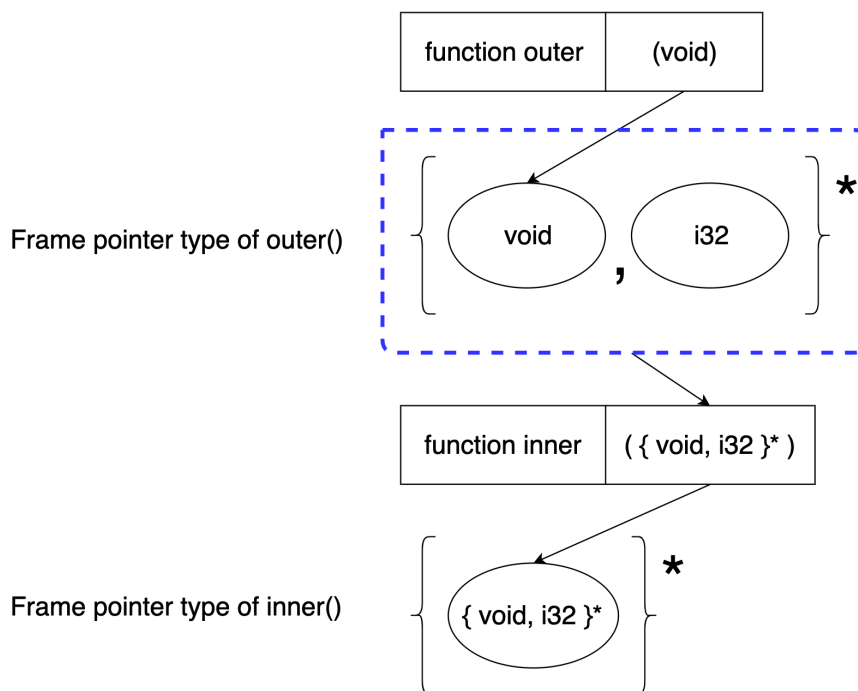 function outer (void)
void , i32 *
Frame pointer type of outer()
function inner ( { void, i32 }* )
*
{ void, i32 }*
Frame pointer type of inner()